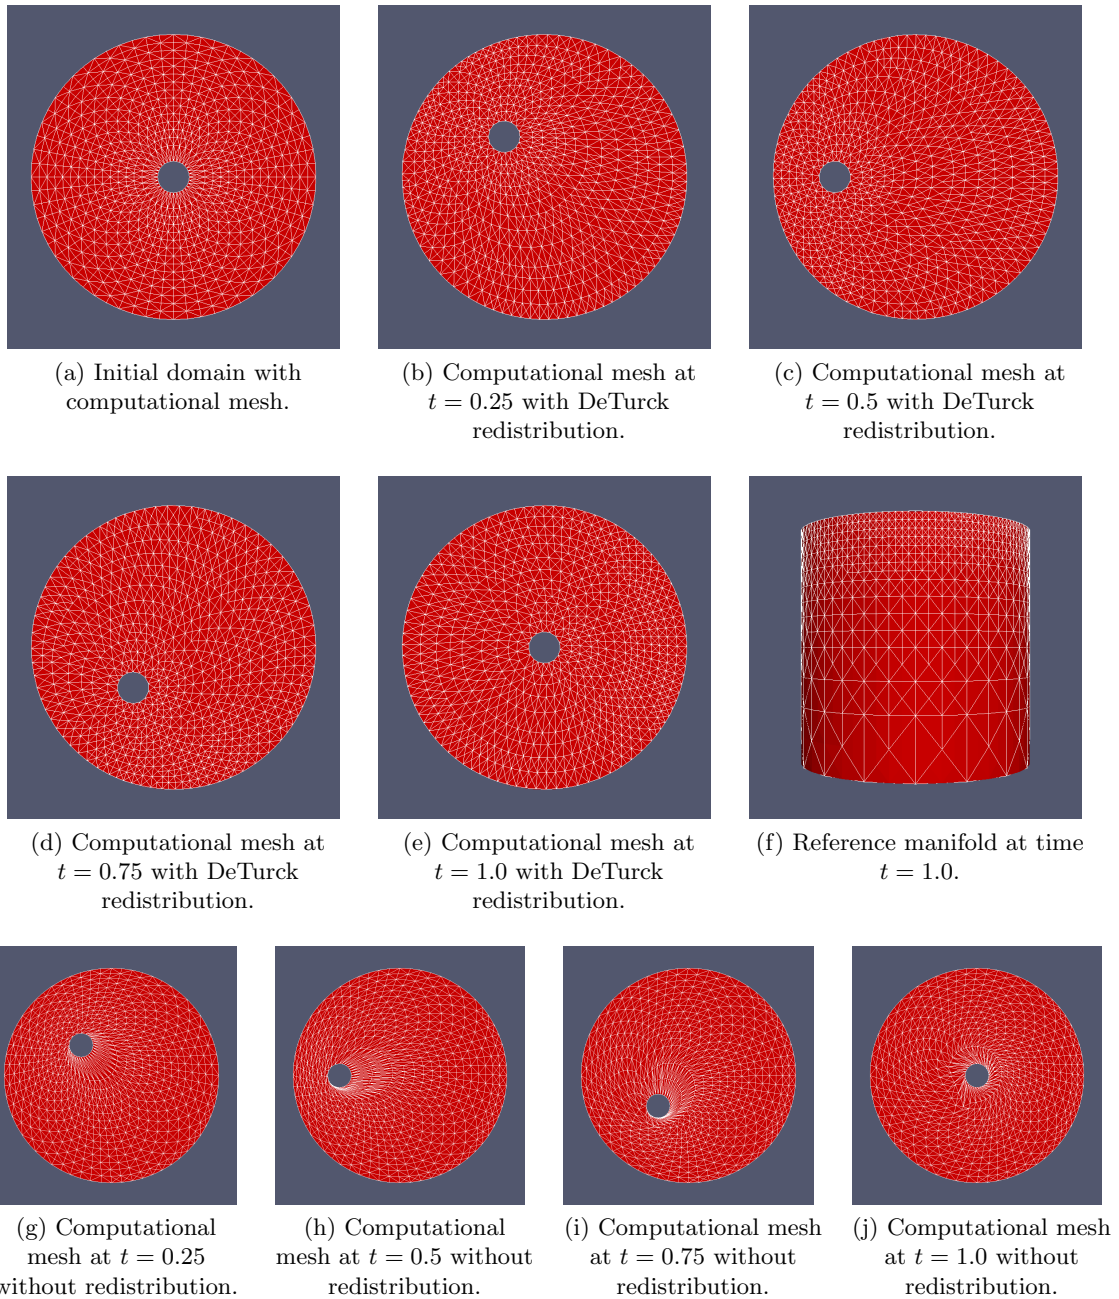 (a) Initial domain with
computational mesh.
(b) Computational mesh at
t = 0.25 with DeTurck
redistribution.
(c) Computational mesh at
t = 0.5 with DeTurck
redistribution.
(d) Computational mesh at
t = 0.75 with DeTurck
redistribution.
(e) Computational mesh at
t = 1.0 with DeTurck
redistribution.
(f) Reference manifold at time
t = 1.0.
(g) Computational
mesh at t = 0.25
without redistribution.
(h) Computational
mesh at t = 0.5 without
redistribution.
(i) Computational mesh
at t = 0.75 without
redistribution.
(j) Computational mesh
at t = 1.0 without
redistribution.